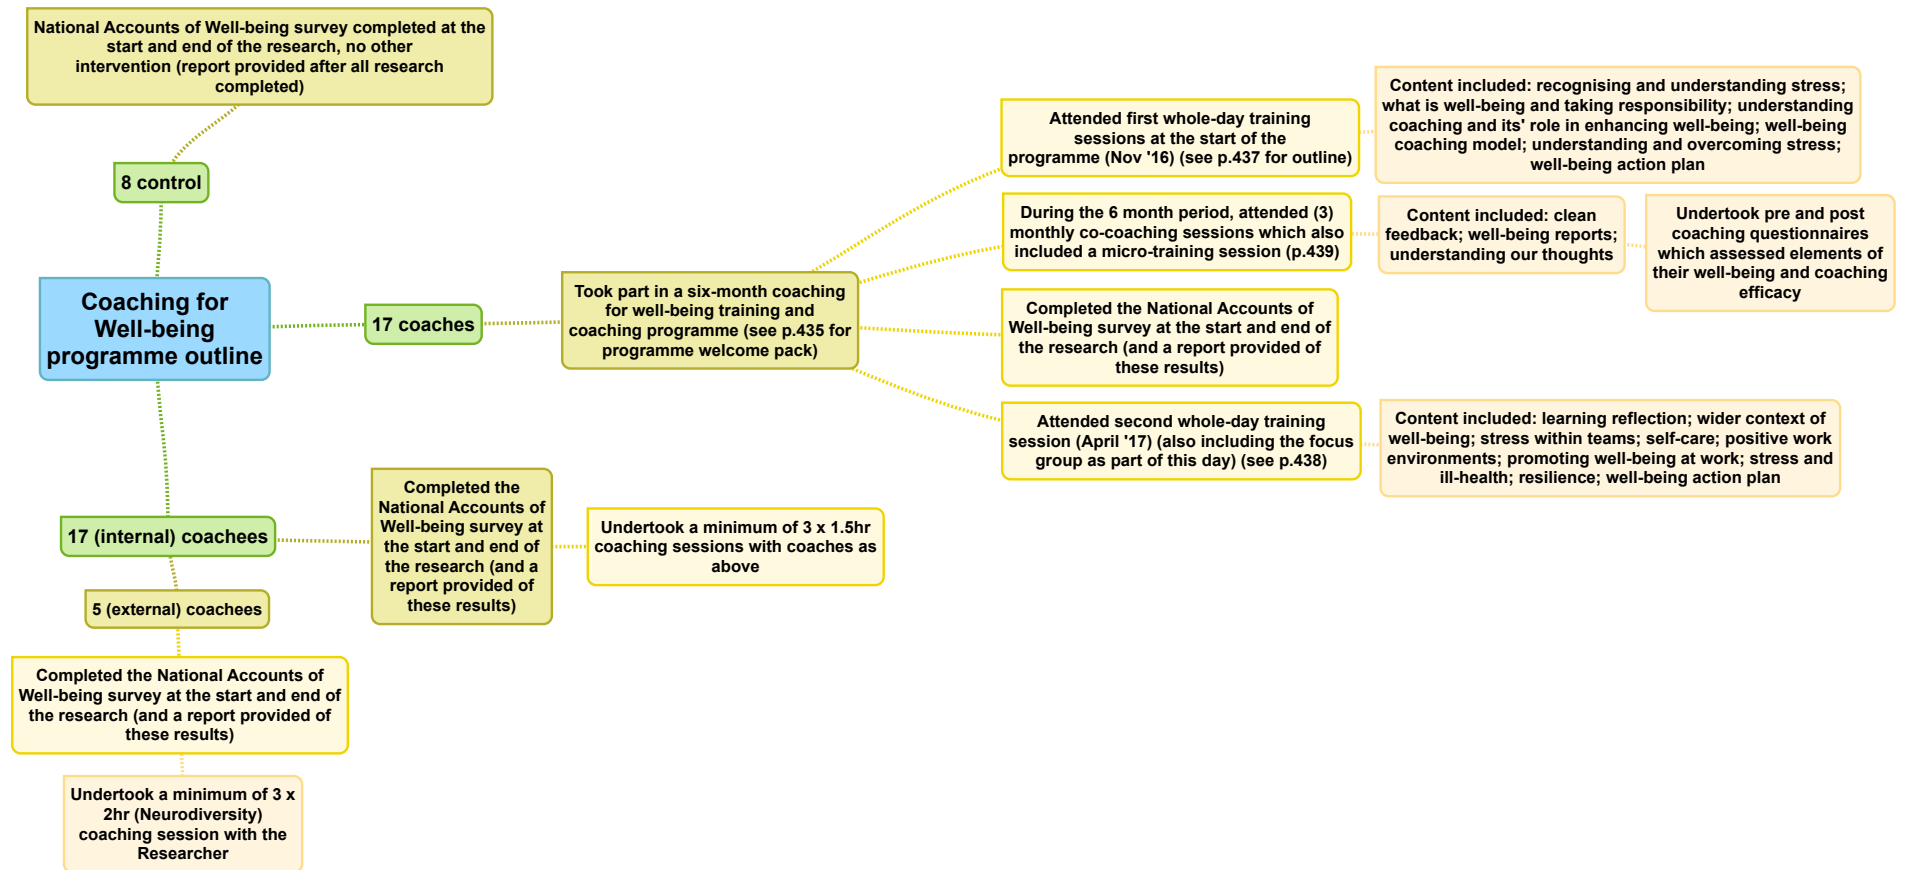 National Accounts of Well-being survey completed at the
start and end of the research, no other
intervention (report provided after all research
completed)
8 control
Coaching for
Well-being
programme outline
17 coaches
Took part in a six-month coaching
for well-being training and
coaching programme (see p.435 for
programme welcome pack)
Attended first whole-day training
sessions at the start of the
programme (Nov '16) (see p.437 for outline)
Content included: recognising and understanding stress;
what is well-being and taking responsibility; understanding
coaching and its' role in enhancing well-being; well-being
coaching model; understanding and overcoming stress;
well-being action plan
During the 6 month period, attended (3)
monthly co-coaching sessions which also
included a micro-training session (p.439)
Content included: clean
feedback; well-being reports;
understanding our thoughts
Undertook pre and post
coaching questionnaires
which assessed elements of
their well-being and coaching
efficacy
Completed the National Accounts of
Well-being survey at the start and end of
the research (and a report provided of
these results)
Attended second whole-day training
session (April '17) (also including the focus
group as part of this day) (see p.438)
Content included: learning reflection; wider context of
well-being; stress within teams; self-care; positive work
environments; promoting well-being at work; stress and
ill-health; resilience; well-being action plan
17 (internal) coachees
Completed the
National Accounts of
Well-being survey at
the start and end of
the research (and a
report provided of
these results)
Undertook a minimum of 3 x 1.5hr
coaching sessions with coaches as
above
5 (external) coachees
Completed the National Accounts of
Well-being survey at the start and end of
the research (and a report provided of
these results)
Undertook a minimum of 3 x
2hr (Neurodiversity)
coaching session with the
Researcher